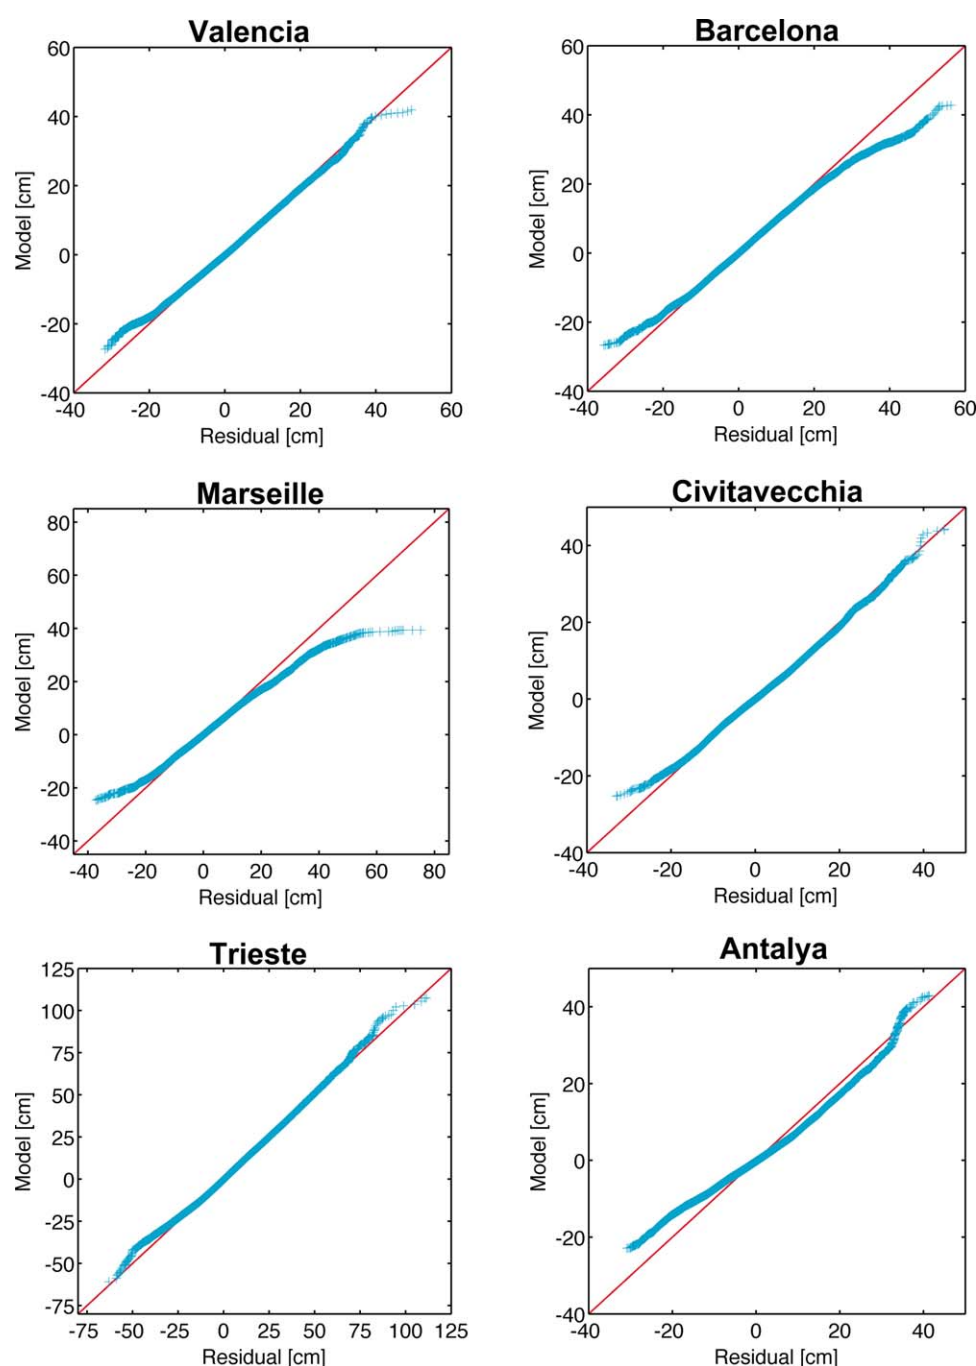 Valencia
60
40
20
0
-20
-40
-40 -20 0 20 40 60
Model [cm]
Residual [cm]
Barcelona
60
40
20
0
-20
-40
-40 -20 0 20 40 60
Model [cm]
Residual [cm]
Marseille
80
60
40
20
0
-20
-40
-40 -20 0 20 40 60 80
Model [cm]
Residual [cm]
Civitavecchia
40
20
0
-20
-40
-40 -20 0 20 40
Model [cm]
Residual [cm]
Trieste
125
100
75
50
25
0
-25
-50
-75
-75 -50 -25 0 25 50 75 100 125
Model [cm]
Residual [cm]
Antalya
40
20
0
-20
-40
-40 -20 0 20 40
Model [cm]
Residual [cm]